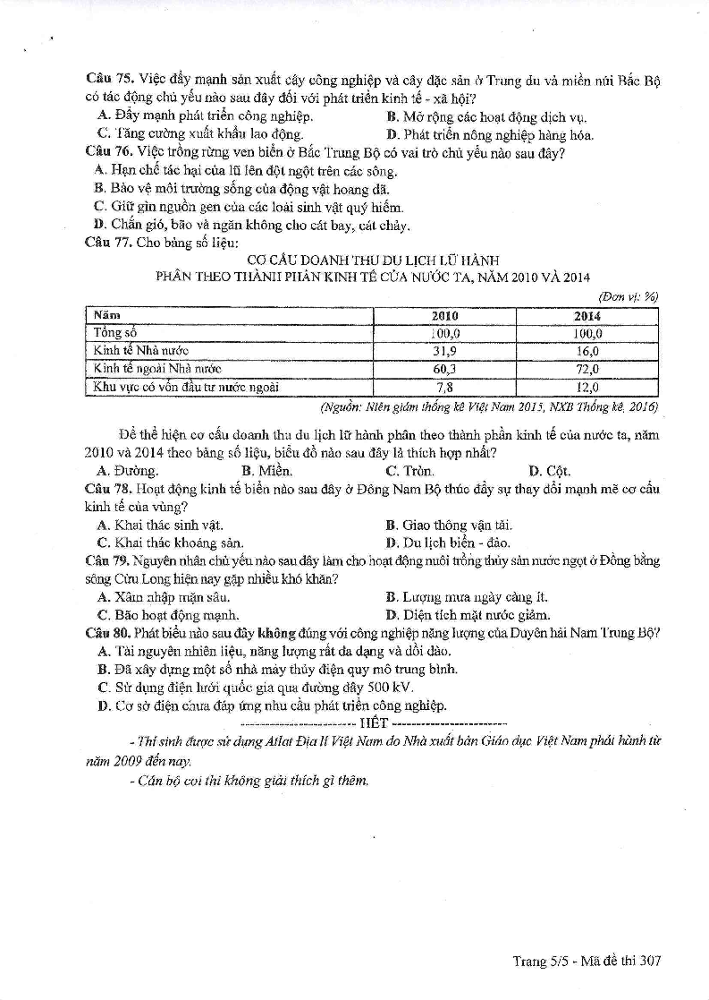 Câu 75. Việc đẩy mạnh sản xuất cây công nghiệp và cây đặc sản ở Trung du và miền núi Bắc Bộ
có tác động chủ yếu nào sau đây đối với phát triển kinh tế - xã hội?
A. Đẩy mạnh phát triển công nghiệp. B. Mở rộng các hoạt động dịch vụ.
C. Tăng cường xuất khẩu lao động. D. Phát triển nông nghiệp hàng hóa.
Câu 76. Việc trồng rừng ven biển ở Bắc Trung Bộ có vai trò chủ yếu nào sau đây?
A. Hạn chế tác hại của lũ lên đột ngột trên các sông.
B. Bảo vệ môi trường sống của động vật hoang dã.
C. Giữ gìn nguồn gen của các loài sinh vật quý hiếm.
D. Chắn gió, bão và ngăn không cho cát bay, cát chảy.
Câu 77. Cho bảng số liệu:
CƠ CẤU DOANH THU DU LỊCH LỮ HÀNH
PHÂN THEO THÀNH PHẦN KINH TẾ CỦA NƯỚC TA, NĂM 2010 VÀ 2014
(Đơn vị: %)
Năm 2010 2014
Tổng số 100,0 100,0
Kinh tế Nhà nước 31,9 16,0
Kinh tế ngoài Nhà nước 60,3 72,0
Khu vực có vốn đầu tư nước ngoài 7,8 12,0
(Nguồn: Niên giám thống kê Việt Nam 2015, NXB Thống kê, 2016)
Để thể hiện cơ cấu doanh thu du lịch lữ hành phân theo thành phần kinh tế của nước ta, năm
2010 và 2014 theo bảng số liệu, biểu đồ nào sau đây là thích hợp nhất?
A. Đường. B. Miền. C. Tròn. D. Cột.
Câu 78. Hoạt động kinh tế biển nào sau đây ở Đông Nam Bộ thúc đẩy sự thay đổi mạnh mẽ cơ cấu
kinh tế của vùng?
A. Khai thác sinh vật. B. Giao thông vận tải.
C. Khai thác khoáng sản. D. Du lịch biển - đảo.
Câu 79. Nguyên nhân chủ yếu nào sau đây làm cho hoạt động nuôi trồng thủy sản nước ngọt ở Đồng bằng
sông Cửu Long hiện nay gặp nhiều khó khăn?
A. Xâm nhập mặn sâu. B. Lượng mưa ngày càng ít.
C. Bão hoạt động mạnh. D. Diện tích mặt nước giảm.
Câu 80. Phát biểu nào sau đây không đúng với công nghiệp năng lượng của Duyên hải Nam Trung Bộ?
A. Tài nguyên nhiên liệu, năng lượng rất đa dạng và dồi dào.
B. Đã xây dựng một số nhà máy thủy điện quy mô trung bình.
C. Sử dụng điện lưới quốc gia qua đường dây 500 kV.
D. Cơ sở điện chưa đáp ứng nhu cầu phát triển công nghiệp.
------------------------- HẾT -------------------------
- Thí sinh được sử dụng Atlat Địa lí Việt Nam do Nhà xuất bản Giáo dục Việt Nam phát hành từ
năm 2009 đến nay.
- Cán bộ coi thi không giải thích gì thêm.
Trang 5/5 - Mã đề thi 307